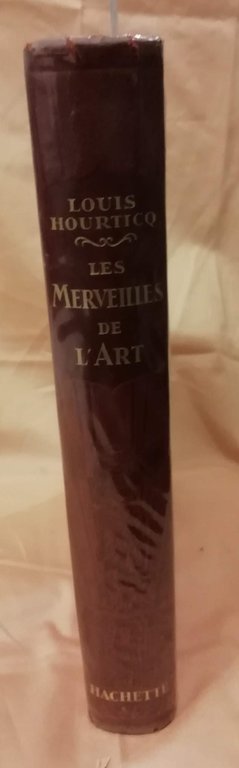 LOUIS
HOURTICQ
LES
MERVEILLES
DE
L'ART
HACHETTE